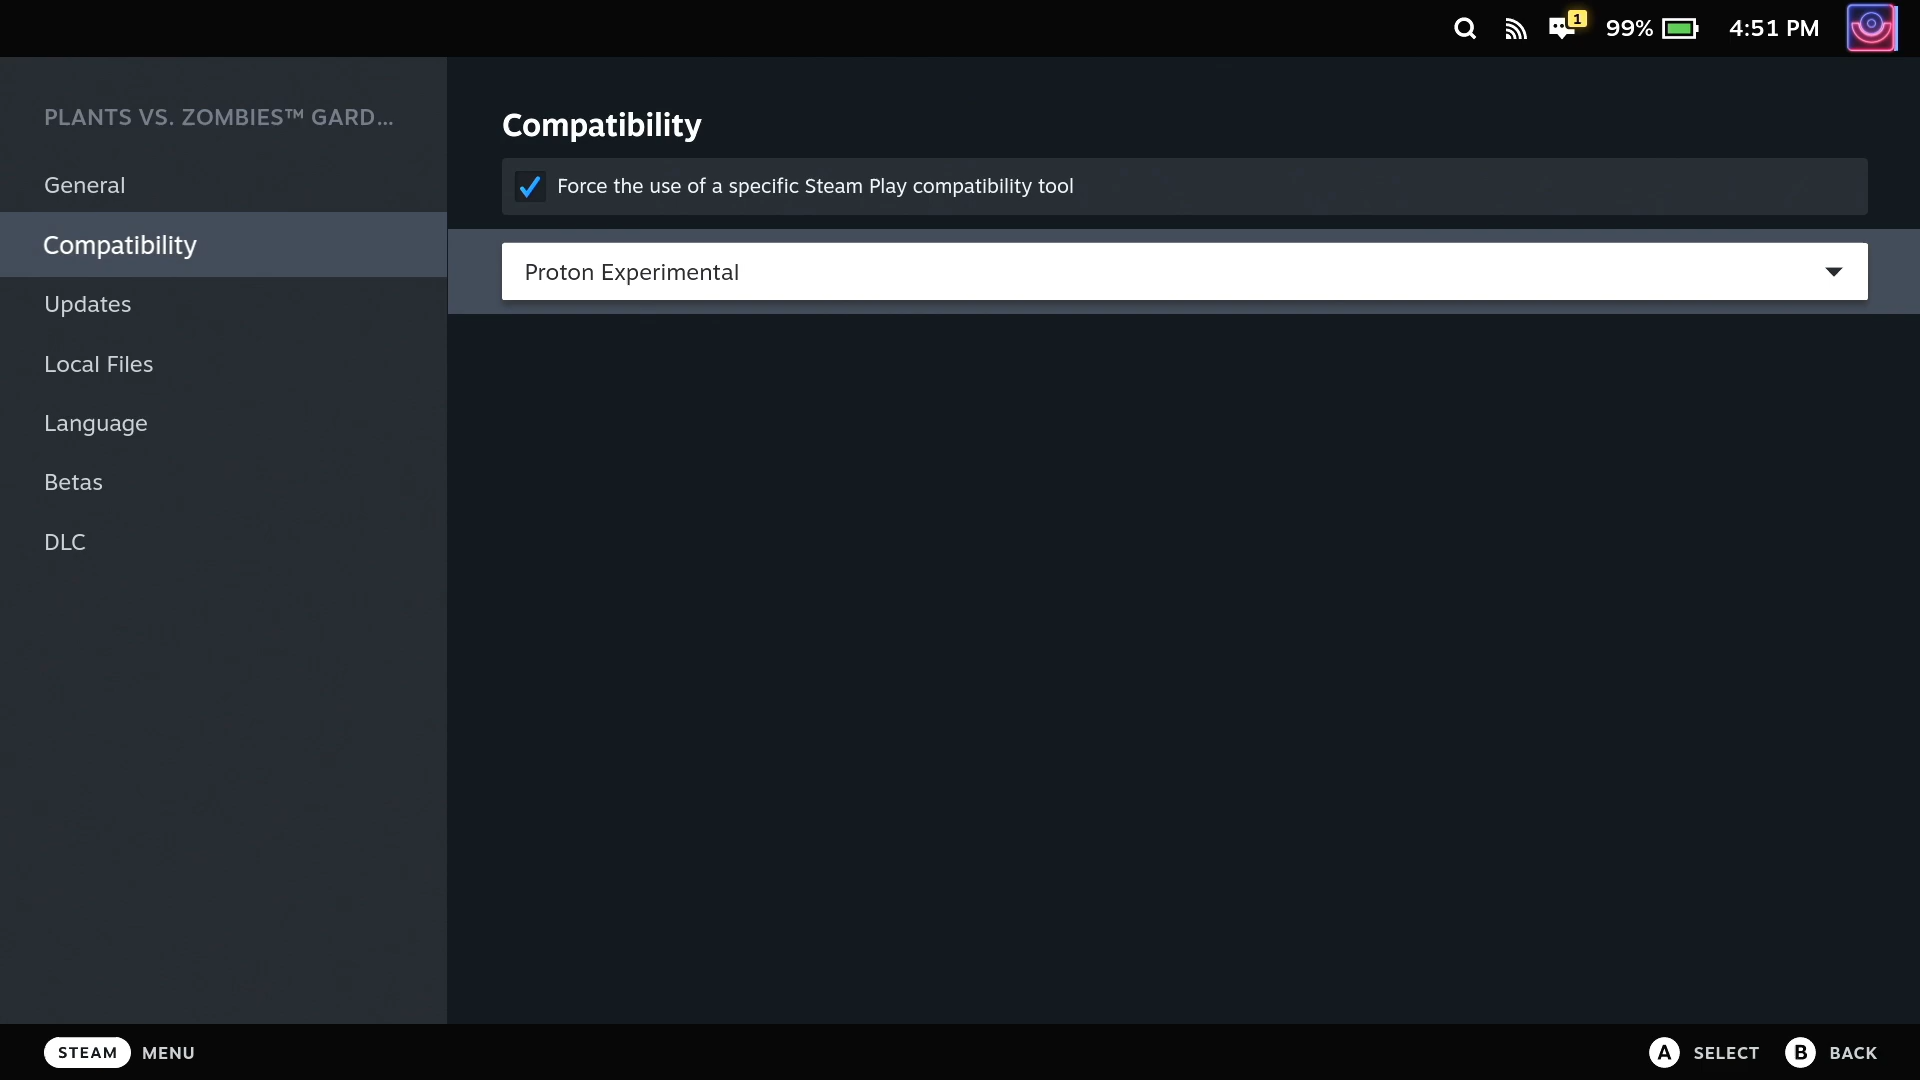 1
99%
4:51 PM
PLANTS VS. ZOMBIES™ GARD...
General
Compatibility
Updates
Local Files
Language
Betas
DLC
Compatibility
Force the use of a specific Steam Play compatibility tool
Proton Experimental
STEAM MENU
A SELECT B BACK